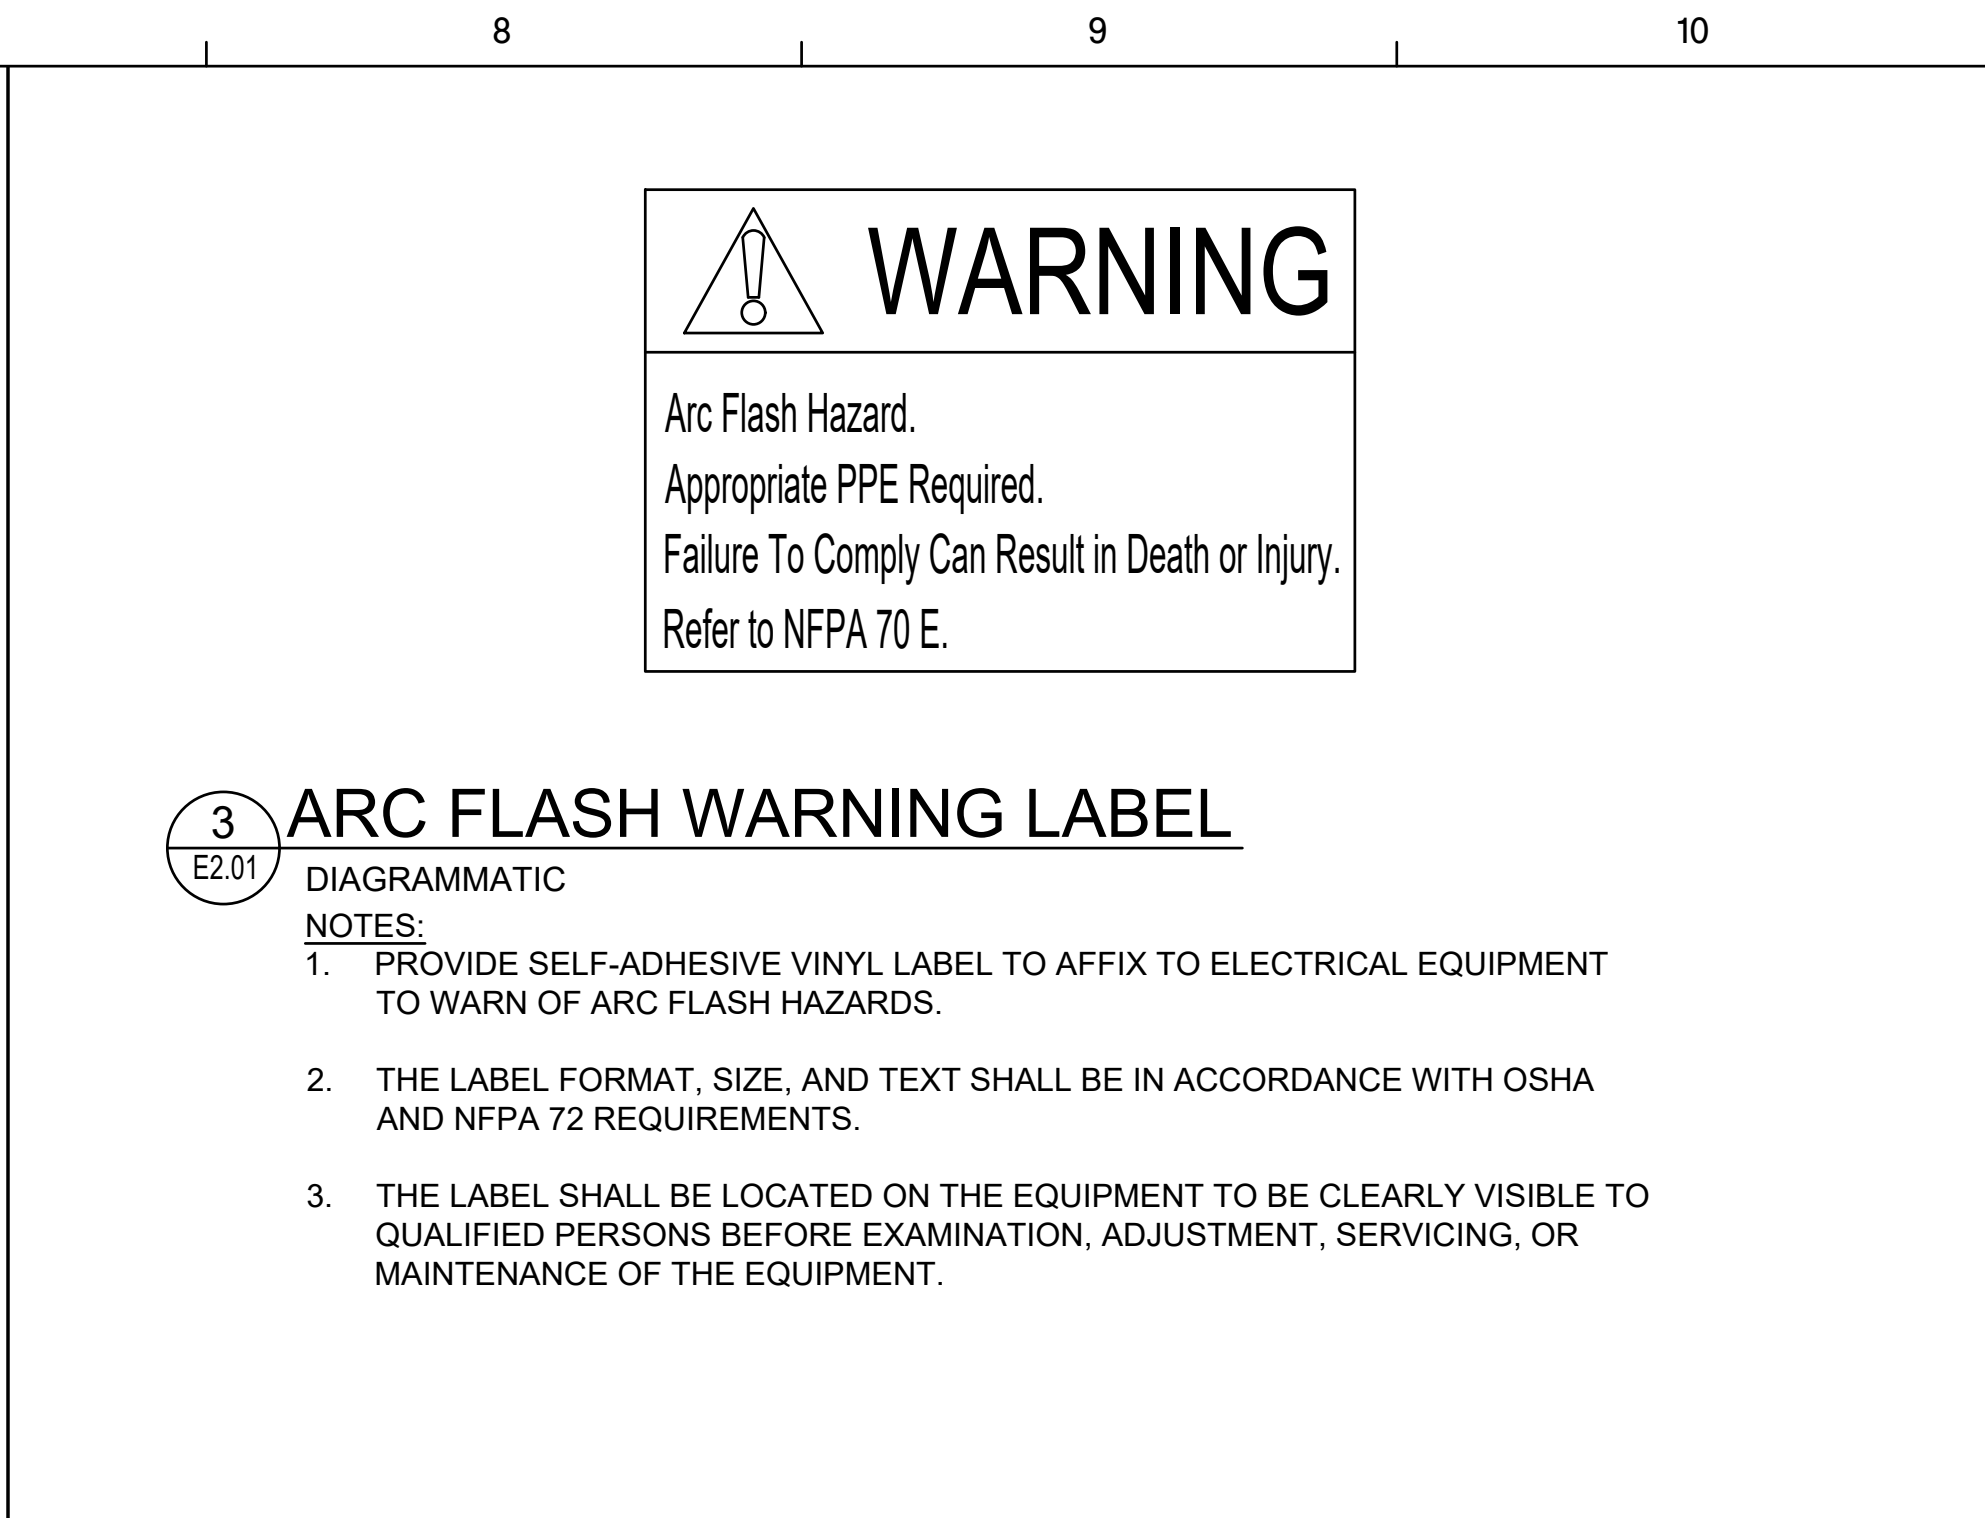 8 9 10
WARNING
Arc Flash Hazard.
Appropriate PPE Required.
Failure To Comply Can Result in Death or Injury.
Refer to NFPA 70 E.
3
E2.01
ARC FLASH WARNING LABEL
DIAGRAMMATIC
NOTES:
1. PROVIDE SELF-ADHESIVE VINYL LABEL TO AFFIX TO ELECTRICAL EQUIPMENT
TO WARN OF ARC FLASH HAZARDS.
2. THE LABEL FORMAT, SIZE, AND TEXT SHALL BE IN ACCORDANCE WITH OSHA
AND NFPA 72 REQUIREMENTS.
3. THE LABEL SHALL BE LOCATED ON THE EQUIPMENT TO BE CLEARLY VISIBLE TO
QUALIFIED PERSONS BEFORE EXAMINATION, ADJUSTMENT, SERVICING, OR
MAINTENANCE OF THE EQUIPMENT.